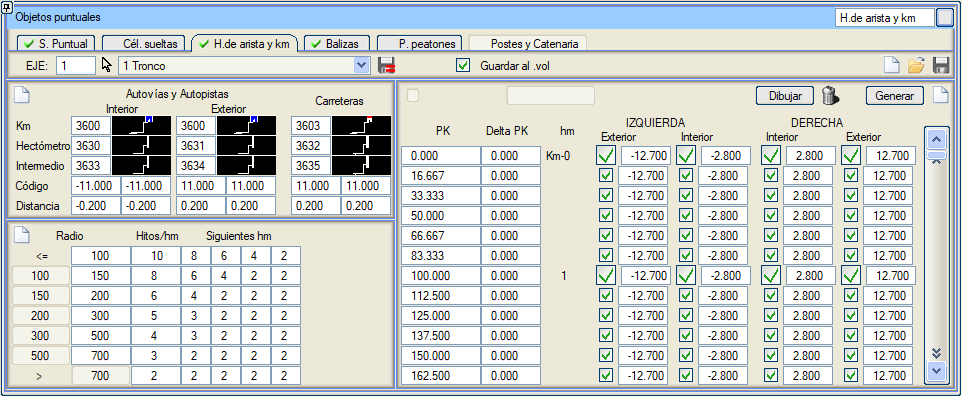 Objetos puntuales
H.de arista y km
S. Puntual Cél. sueltas H.de arista y km Balizas P. peatones Postes y Catenaria
EJE: 1 1 Tronco Guardar al .vol
Autovías y Autopistas
Carreteras
Interior Exterior
Km 3600 3600 3603
Hectómetro 3630 3631 3632
Intermedio 3633 3634 3635
Código -11.000 -11.000 11.000 11.000 11.000 11.000
Distancia -0.200 -0.200 0.200 0.200 0.200 0.200
Radio Hitos/hm Siguientes hm
<= 100 10 8 6 4 2
100 150 8 6 4 2 2
150 200 6 4 2 2 2
200 300 5 3 2 2 2
300 500 4 3 2 2 2
500 700 3 2 2 2 2
> 700 2 2 2 2 2
Dibujar Generar
IZQUIERDA DERECHA
PK Delta PK hm Exterior Interior Interior Exterior
0.000 0.000 Km-0 -12.700 -2.800 2.800 12.700
16.667 0.000 -12.700 -2.800 2.800 12.700
33.333 0.000 -12.700 -2.800 2.800 12.700
50.000 0.000 -12.700 -2.800 2.800 12.700
66.667 0.000 -12.700 -2.800 2.800 12.700
83.333 0.000 -12.700 -2.800 2.800 12.700
100.000 0.000 1 -12.700 -2.800 2.800 12.700
112.500 0.000 -12.700 -2.800 2.800 12.700
125.000 0.000 -12.700 -2.800 2.800 12.700
137.500 0.000 -12.700 -2.800 2.800 12.700
150.000 0.000 -12.700 -2.800 2.800 12.700
162.500 0.000 -12.700 -2.800 2.800 12.700